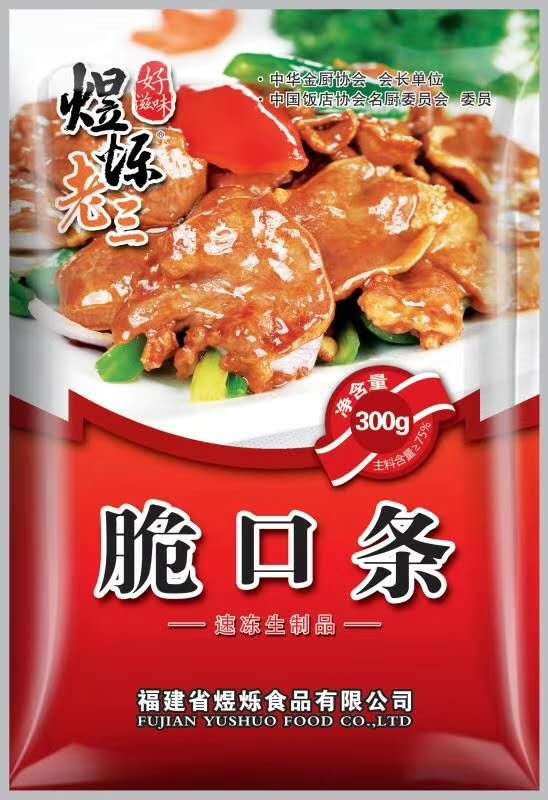 好滋味
煜烁®
老三
·中华金厨协会 会长单位
·中国饭店协会名厨委员会 委员
净含量
300g
主料含量≥75%
脆口条
速冻生制品
福建省煜烁食品有限公司
FUJIAN YUSHUO FOOD CO.,LTD